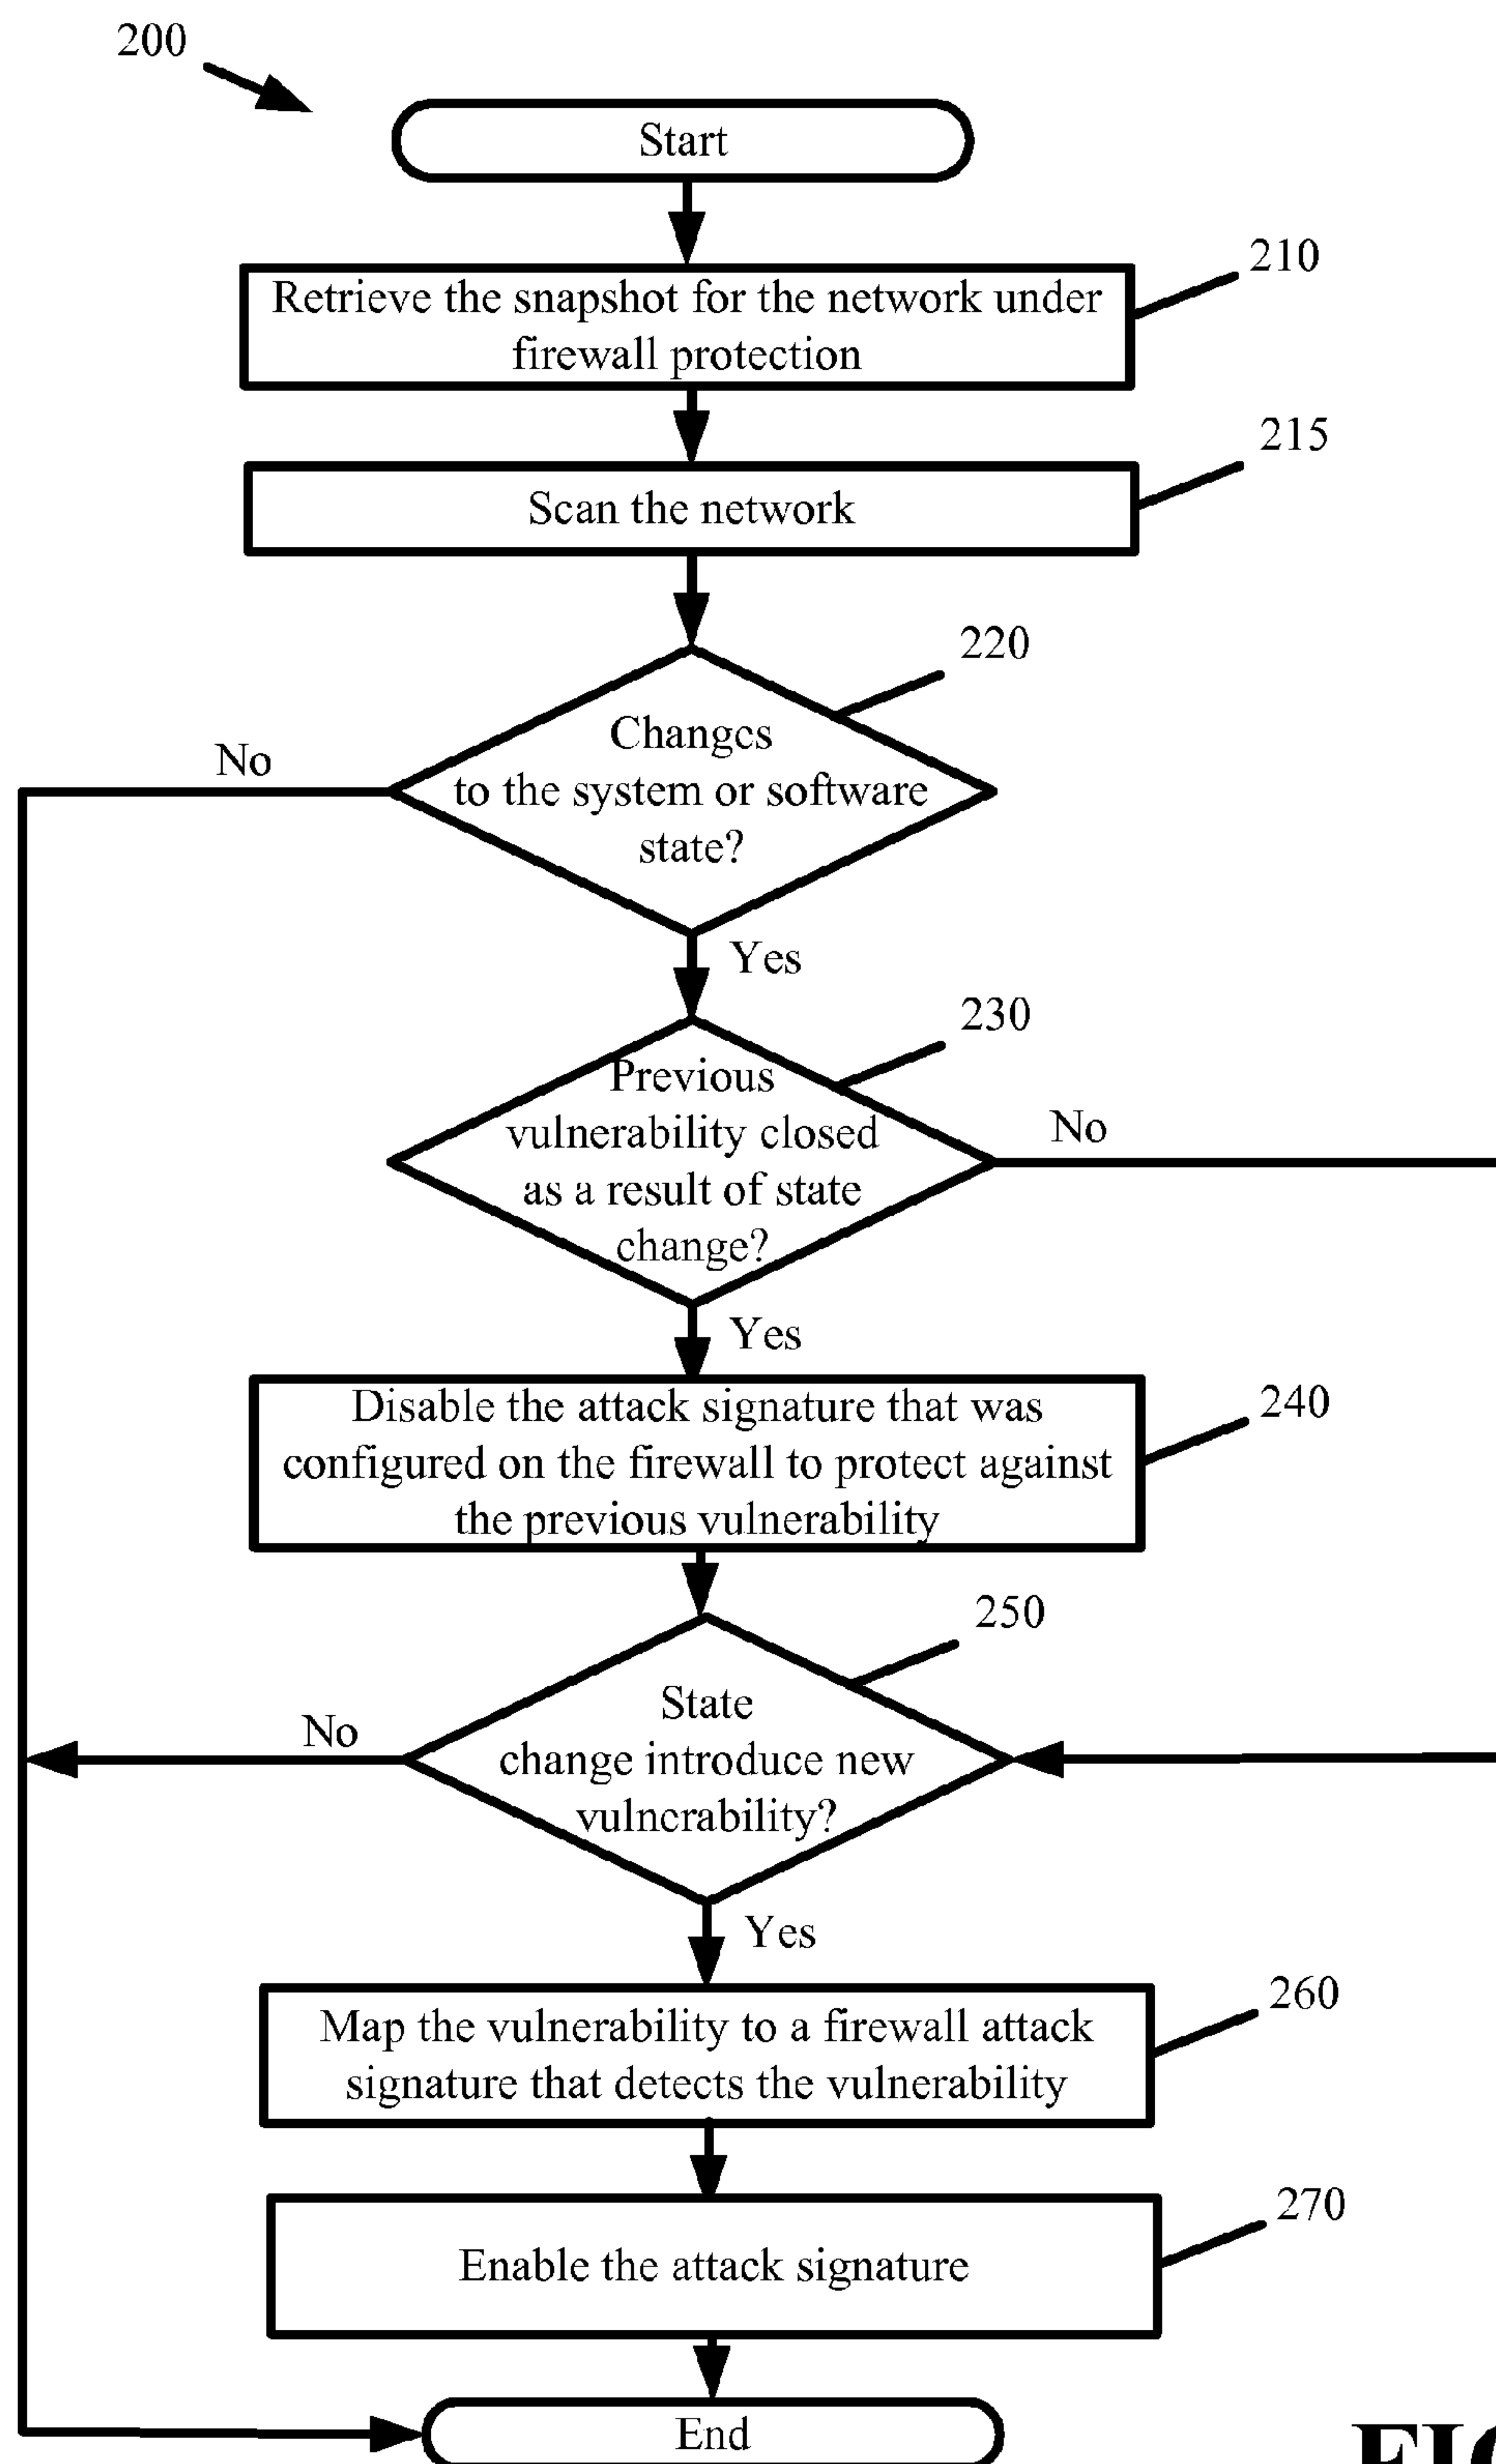 200
Start
210
Retrieve the snapshot for the network under
firewall protection
215
Scan the network
220
Changes
to the system or software
state?
No
Yes
230
Previous
vulnerability closed
as a result of state
change?
No
Yes
240
Disable the attack signature that was
configured on the firewall to protect against
the previous vulnerability
250
State
change introduce new
vulnerability?
No
Yes
260
Map the vulnerability to a firewall attack
signature that detects the vulnerability
270
Enable the attack signature
End